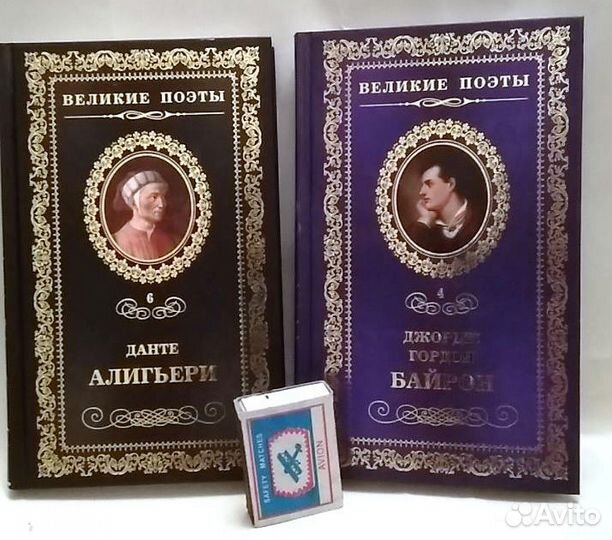 ВЕЛИКИЕ ПОЭТЫ
6
ДАНТЕ
АЛИГЬЕРИ
ВЕЛИКИЕ ПОЭТЫ
4
ДЖОРДЖ
ГОРДОН
БАЙРОН
SAFETY MATCHES
AVION
Avito